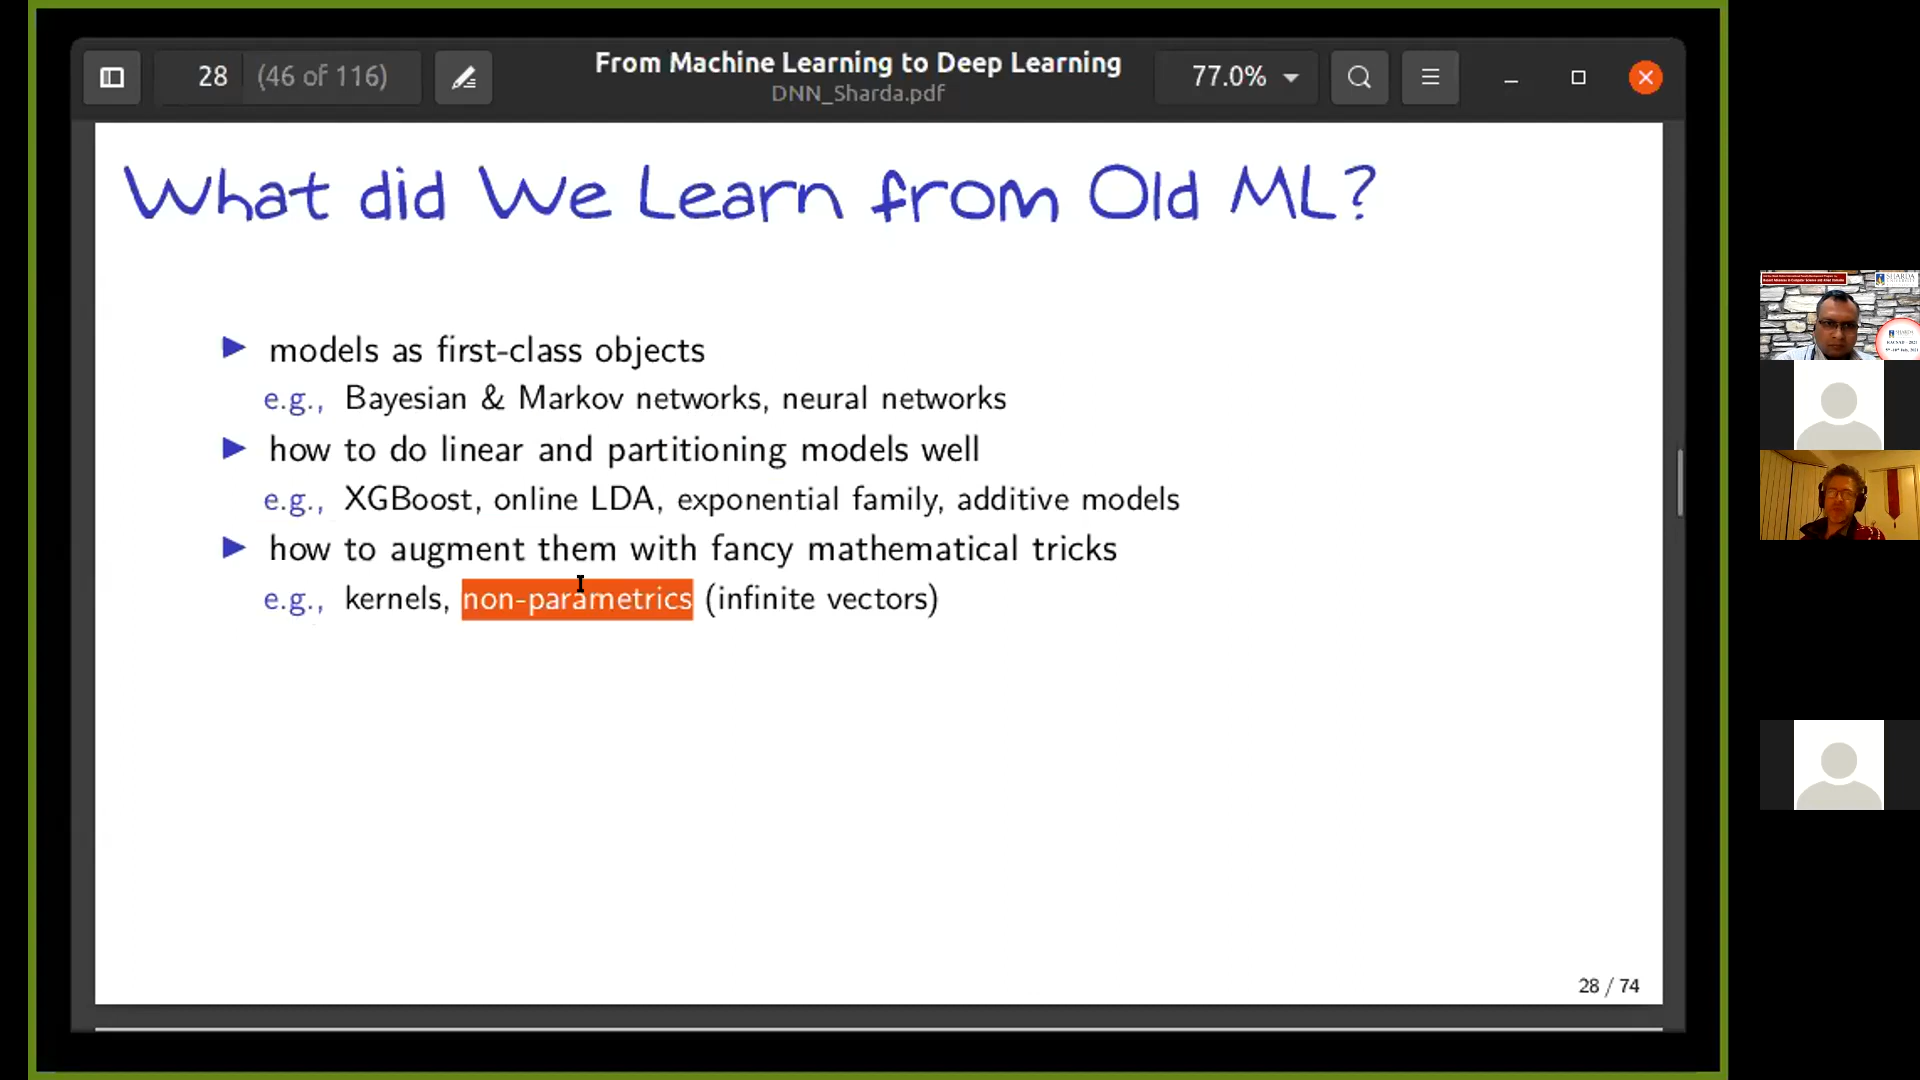 28 (46 of 116)
From Machine Learning to Deep Learning
DNN_Sharda.pdf
77.0%
What did We Learn from Old ML?
▶ models as first-class objects
e.g., Bayesian & Markov networks, neural networks
▶ how to do linear and partitioning models well
e.g., XGBoost, online LDA, exponential family, additive models
▶ how to augment them with fancy mathematical tricks
e.g., kernels, non-parametrics (infinite vectors)
28 / 74
SHARDA